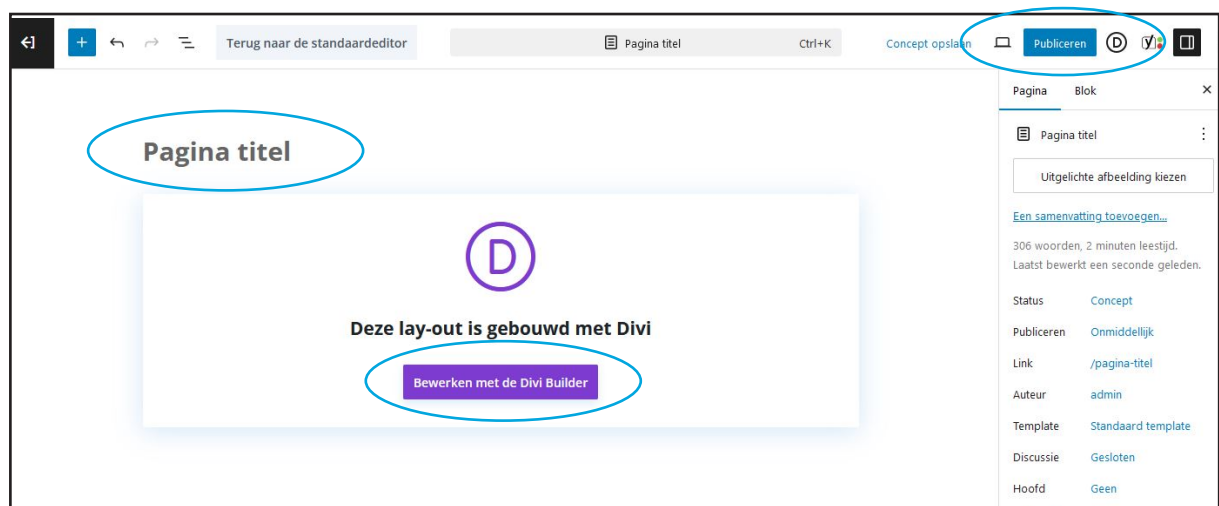 Terug naar de standaardeditor
Pagina titel
Ctrl+K
Concept opslaan
Publiceren
D
Pagina Blok
Pagina titel
Pagina titel
Uitgelichte afbeelding kiezen
Een samenvatting toevoegen...
306 woorden, 2 minuten leestijd.
Laatst bewerkt een seconde geleden.
D
Deze lay-out is gebouwd met Divi
Bewerken met de Divi Builder
Status Concept
Publiceren Onmiddellijk
Link /pagina-titel
Auteur admin
Template Standaard template
Discussie Gesloten
Hoofd Geen